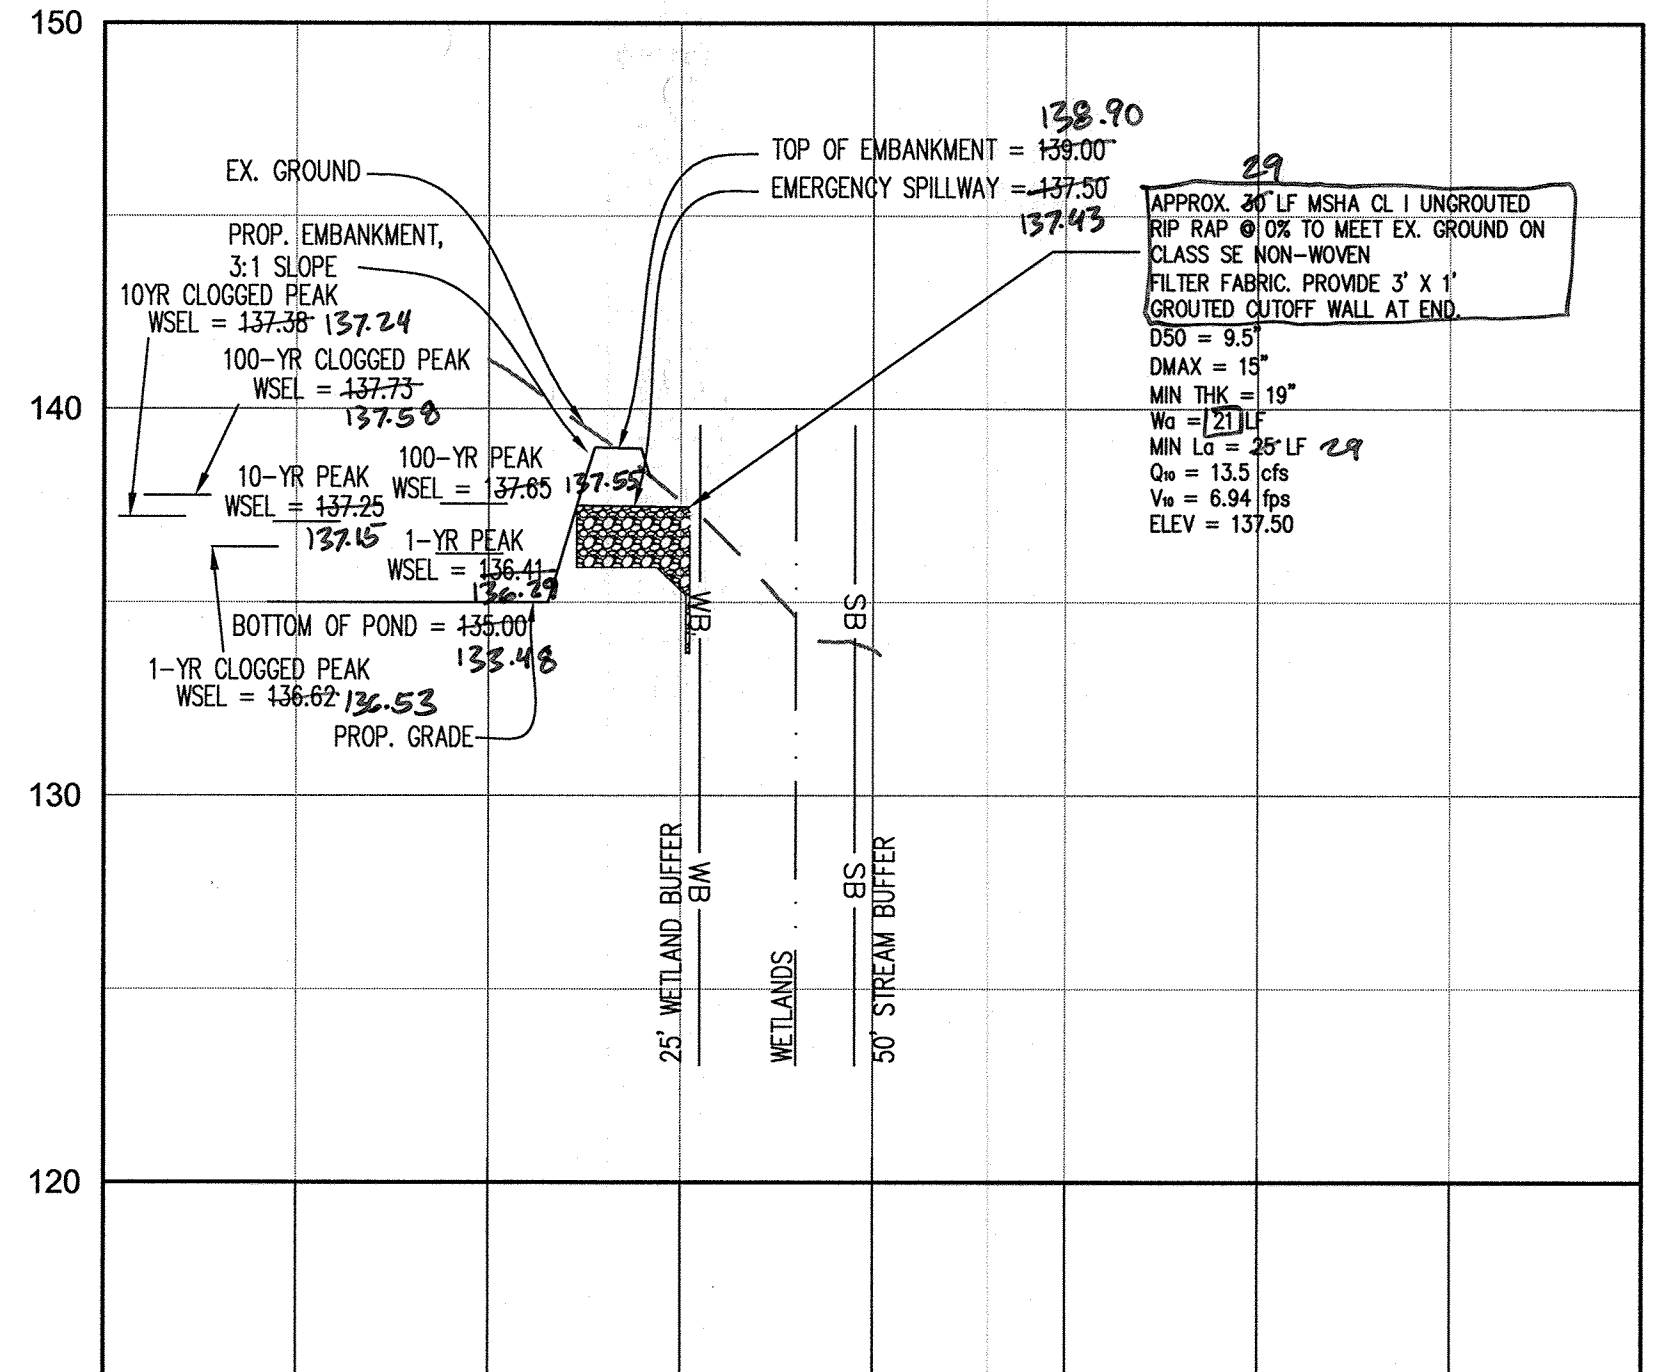 150
138.90
TOP OF EMBANKMENT = 139.00
EX. GROUND
EMERGENCY SPILLWAY = 137.50
137.43
29
APPROX. 30 LF MSHA CL I UNGROUTED
RIP RAP @ 0% TO MEET EX. GROUND ON
CLASS SE NON-WOVEN
FILTER FABRIC. PROVIDE 3' X 1'
GROUTED CUTOFF WALL AT END.
D50 = 9.5"
DMAX = 15"
MIN THK = 19"
Wa = 21 LF
MIN La = 25 LF 29
Q10 = 13.5 cfs
V10 = 6.94 fps
ELEV = 137.50
PROP. EMBANKMENT,
3:1 SLOPE
10YR CLOGGED PEAK
WSEL = 137.38 137.24
100-YR CLOGGED PEAK
WSEL = 137.73
137.58
140
100-YR PEAK
WSEL = 137.65 137.55
10-YR PEAK
WSEL = 137.25
137.15
1-YR PEAK
WSEL = 136.41
136.29
BOTTOM OF POND = 135.00
133.48
1-YR CLOGGED PEAK
WSEL = 136.62 136.53
PROP. GRADE
WB
SB
130
25' WETLAND BUFFER
WB
WETLANDS
SB
50' STREAM BUFFER
120